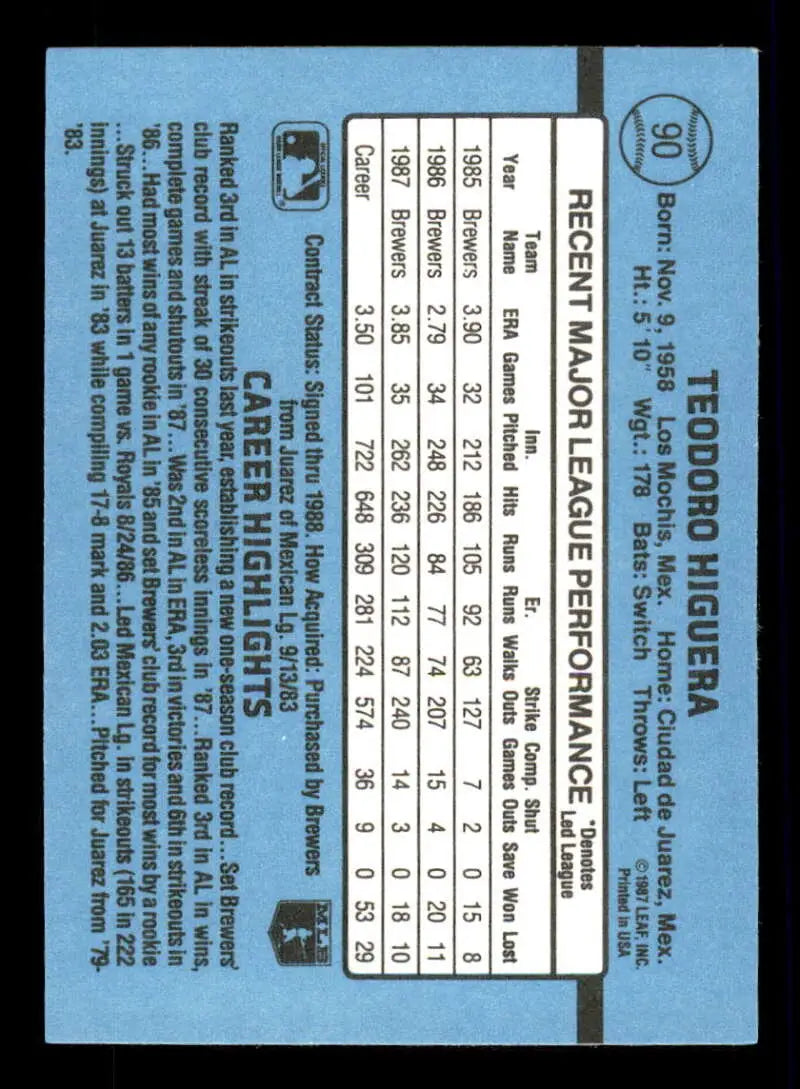 90
TEODORO HIGUERA
Born: Nov. 9, 1958 Los Mochis, Mex. Home: Ciudad de Juarez, Mex.
Ht.: 5' 10" Wgt.: 178 Bats: Switch Throws: Left
© 1987 LEAF, INC.
Printed in USA
RECENT MAJOR LEAGUE PERFORMANCE
*Denotes
Led League
Team Inn. Er. Strike Comp. Shut
Year Name ERA Games Pitched Hits Runs Runs Walks Outs Games Outs Save Won Lost
1985 Brewers 3.90 32 212 186 105 92 63 127 7 2 0 15 8
1986 Brewers 2.79 34 248 226 84 77 74 207 15 4 0 20 11
1987 Brewers 3.85 35 262 236 120 112 87 240 14 3 0 18 10
Career 3.50 101 722 648 309 281 224 574 36 9 0 53 29
Contract Status: Signed thru 1988. How Acquired: Purchased by Brewers
from Juarez of Mexican Lg. 9/13/83
MLB
CAREER HIGHLIGHTS
Ranked 3rd in AL in strikeouts last year, establishing a new one-season club record...Set Brewers'
club record with streak of 30 consecutive scoreless innings in '87...Ranked 3rd in AL in wins,
complete games and shutouts in '87...Was 2nd in AL in ERA, 3rd in victories and 6th in strikeouts in
'86...Had most wins of any rookie in AL in '85 and set Brewers' club record for most wins by a rookie
...Struck out 13 batters in 1 game vs. Royals 8/24/86...Led Mexican Lg. in strikeouts (165 in 222
innings) at Juarez in '83 while compiling 17-8 mark and 2.03 ERA...Pitched for Juarez from '79-
'83.